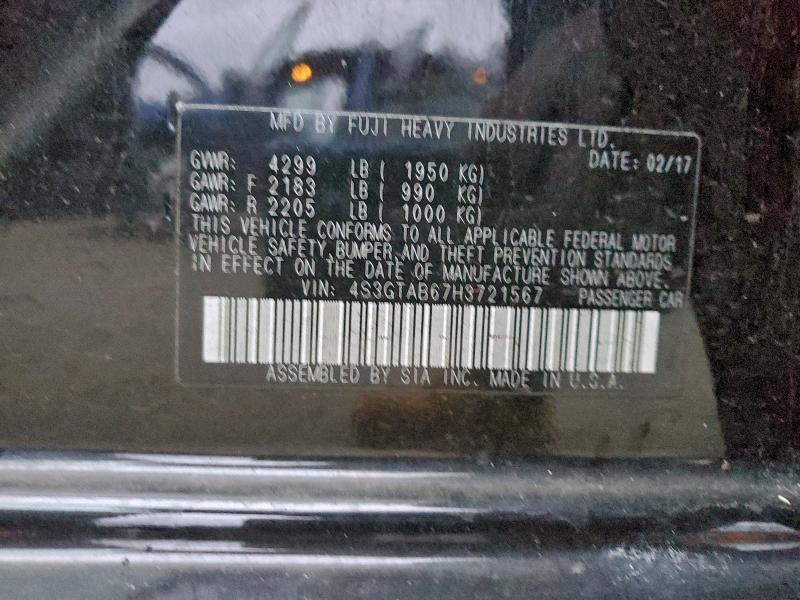 MFD BY FUJI HEAVY INDUSTRIES LTD.
DATE: 02/17
GVWR: 4299 LB ( 1950 KG)
GAWR: F 2183 LB ( 990 KG)
GAWR: R 2205 LB ( 1000 KG)
THIS VEHICLE CONFORMS TO ALL APPLICABLE FEDERAL MOTOR
VEHICLE SAFETY, BUMPER, AND THEFT PREVENTION STANDARDS
IN EFFECT ON THE DATE OF MANUFACTURE SHOWN ABOVE.
VIN: 4S3GTAB67H3721567 PASSENGER CAR
ASSEMBLED BY SIA INC. MADE IN U.S.A.